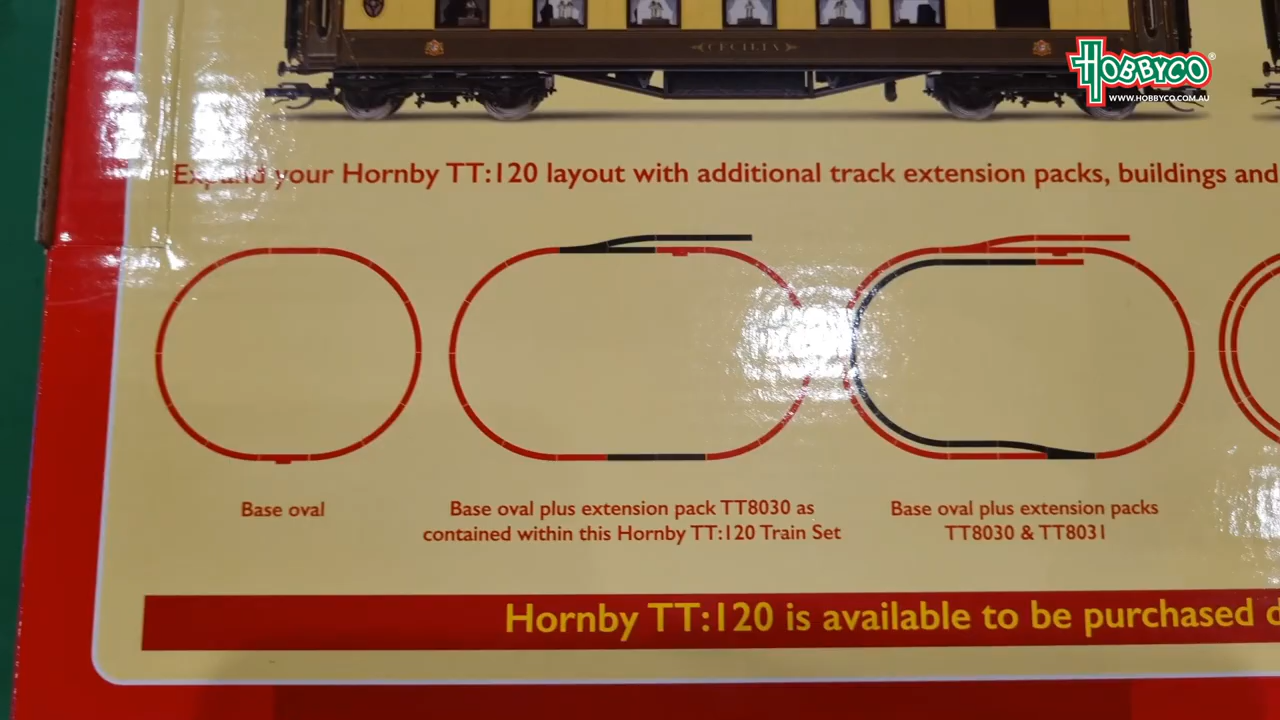 CECILIA
HOBBYCO®
WWW.HOBBYCO.COM.AU
Expand your Hornby TT:120 layout with additional track extension packs, buildings and
Base oval
Base oval plus extension pack TT8030 as
contained within this Hornby TT:120 Train Set
Base oval plus extension packs
TT8030 & TT8031
Hornby TT:120 is available to be purchased d